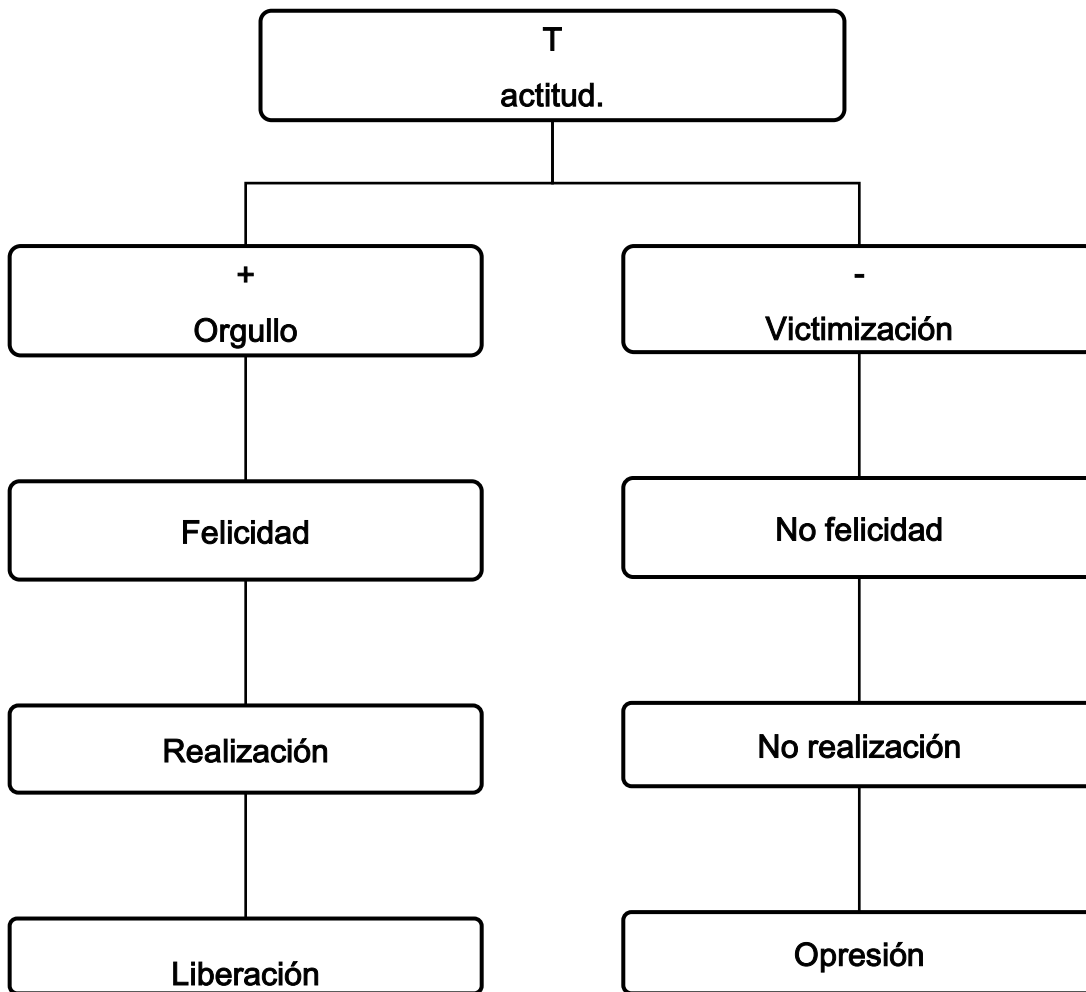 T
actitud.
+
Orgullo
-
Victimización
Felicidad
No felicidad
Realización
No realización
Liberación
Opresión